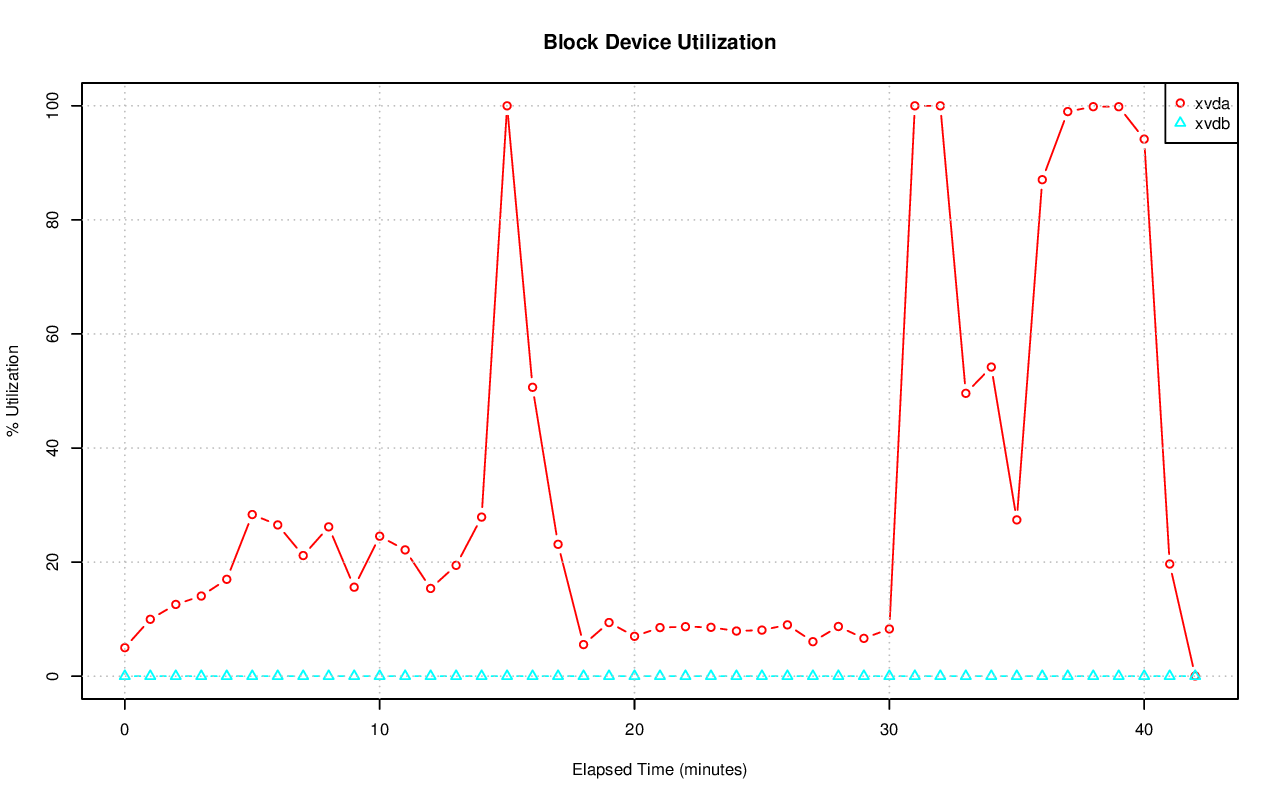 Block Device Utilization
xvda
xvdb
100
80
60
40
20
0
% Utilization
0 10 20 30 40
Elapsed Time (minutes)